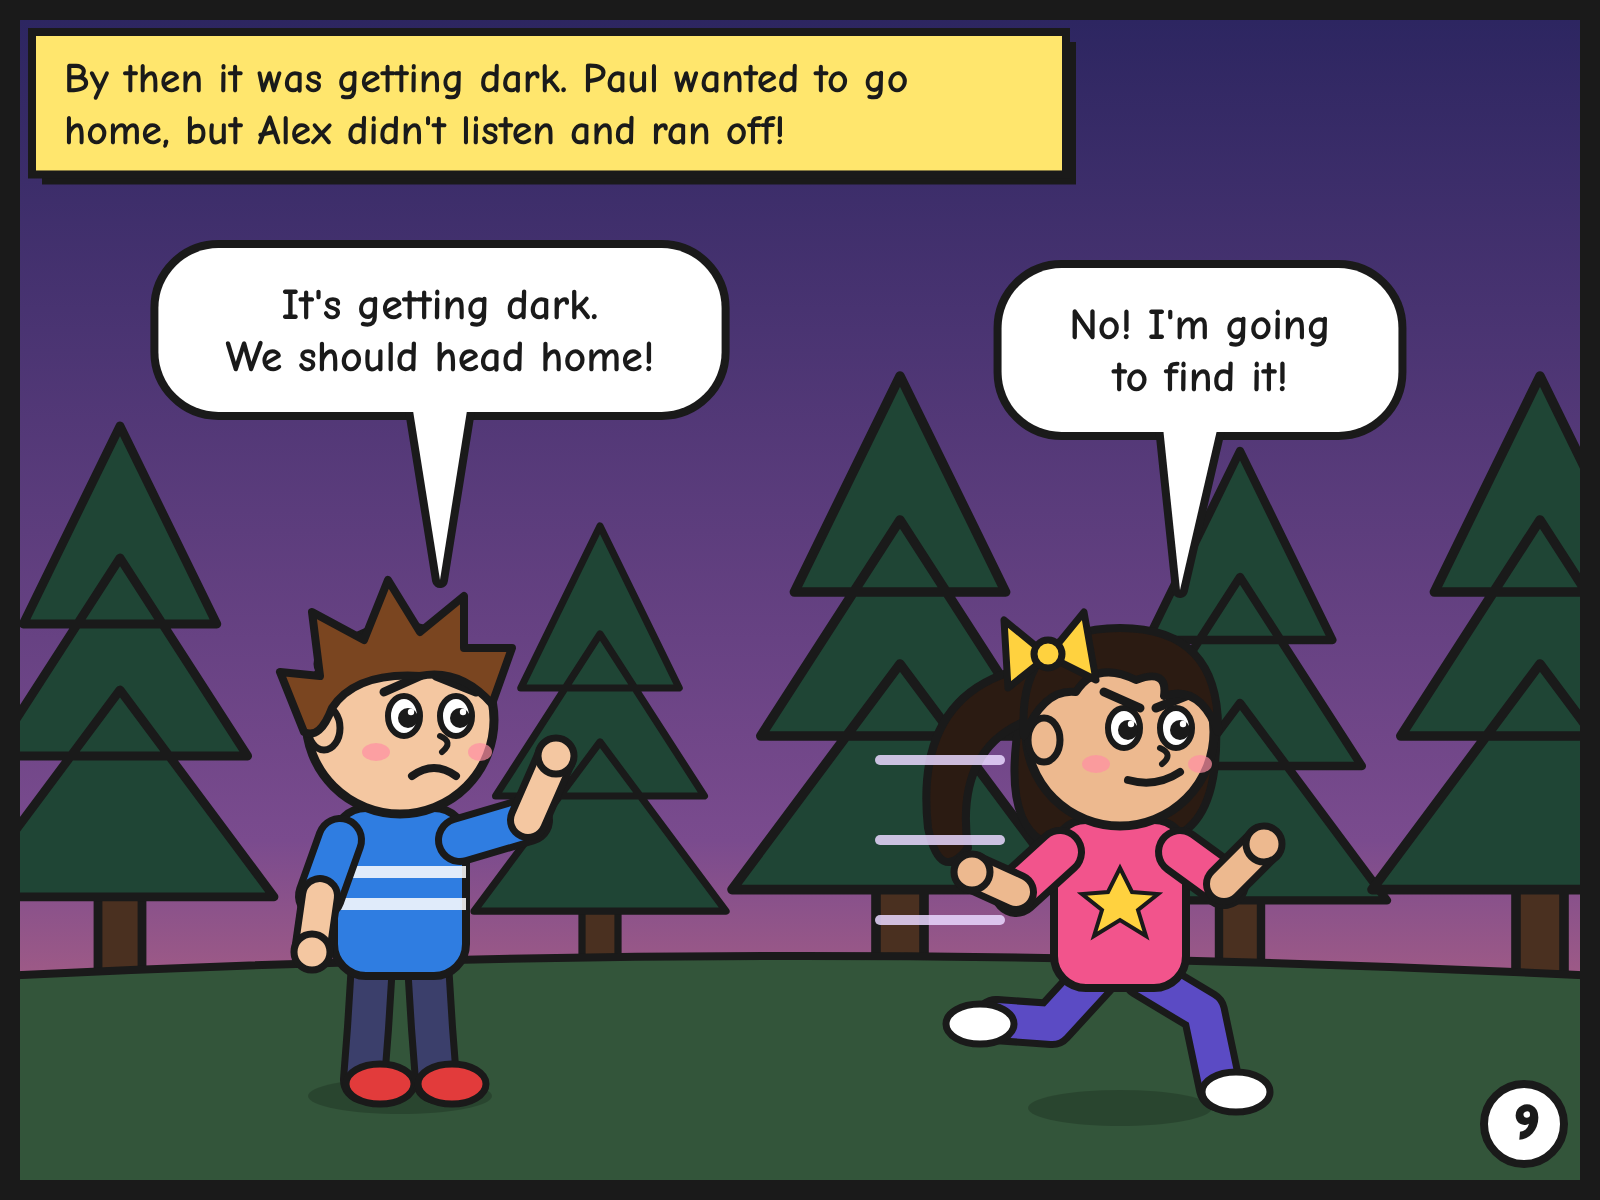 By then it was getting dark. Paul wanted to go
home, but Alex didn't listen and ran off!
It's getting dark.
We should head home!
No! I'm going
to find it!
9